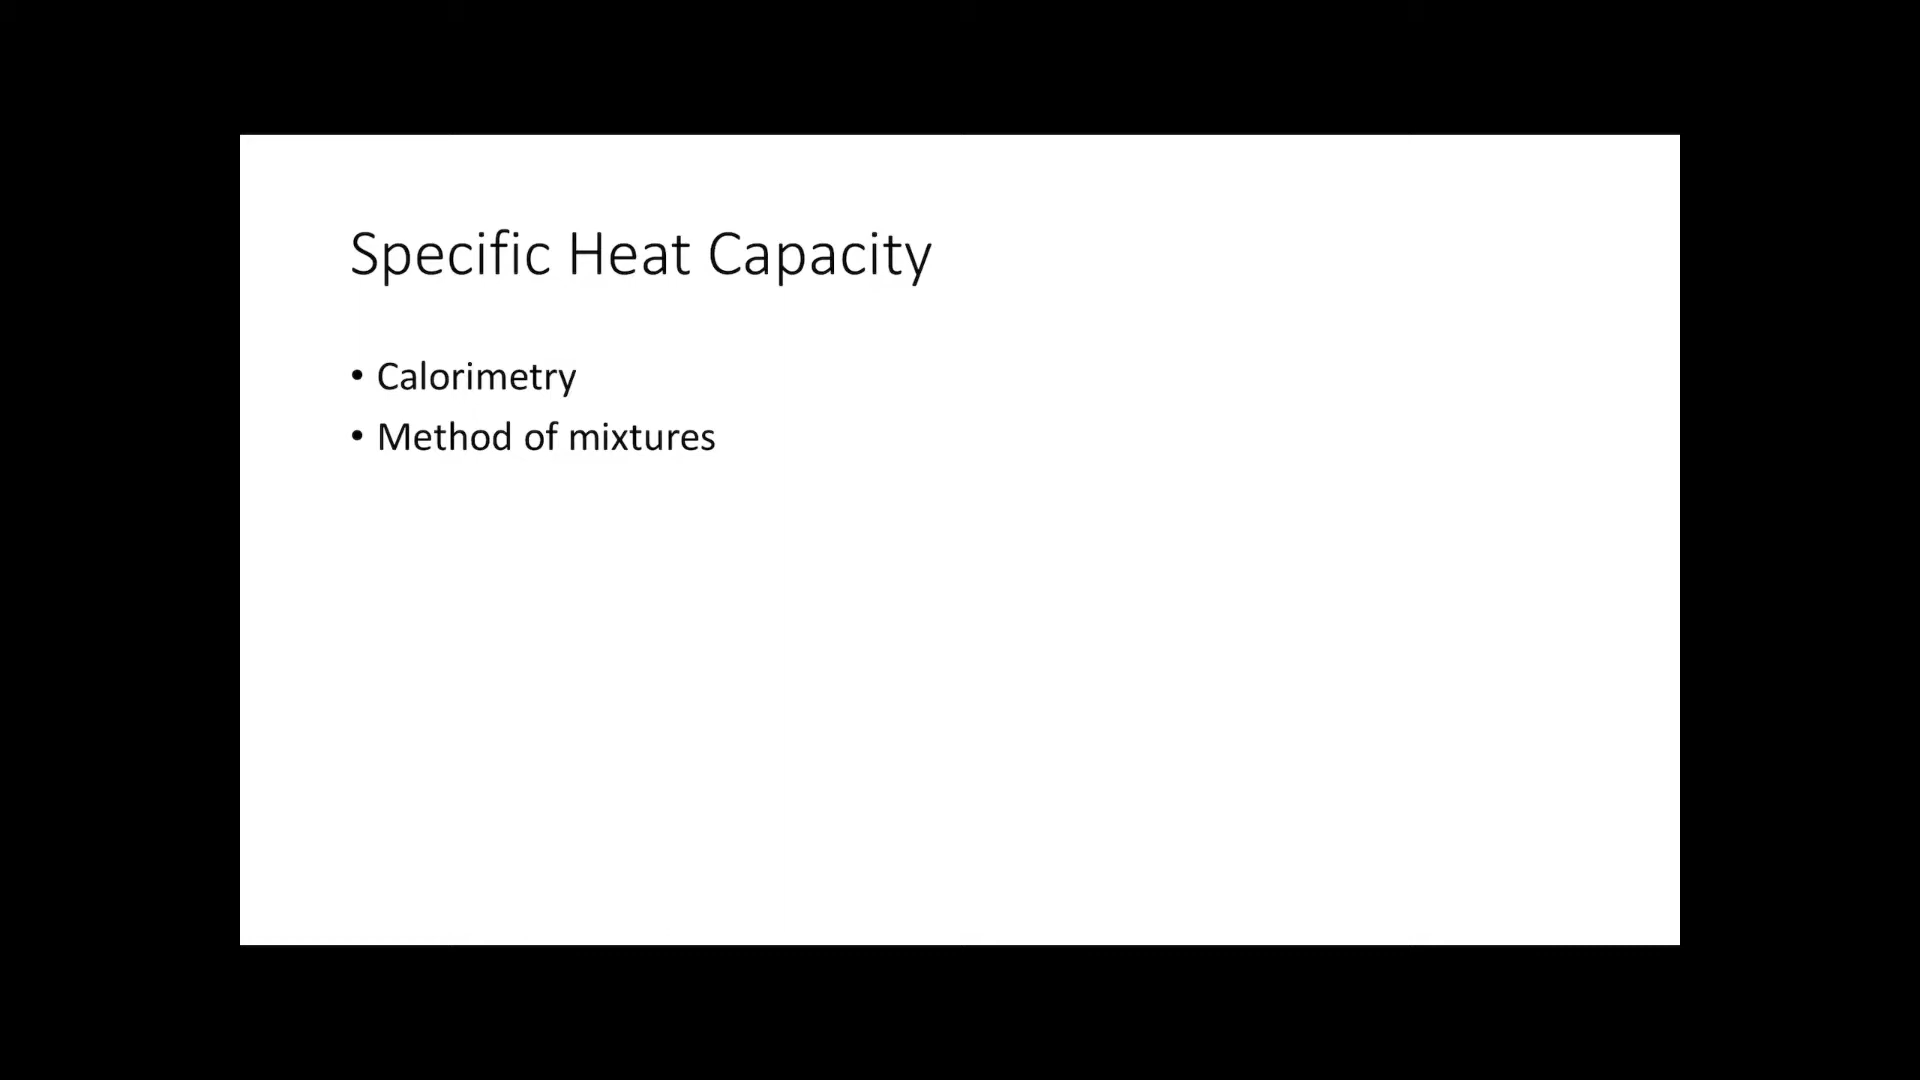 Specific Heat Capacity
• Calorimetry
• Method of mixtures